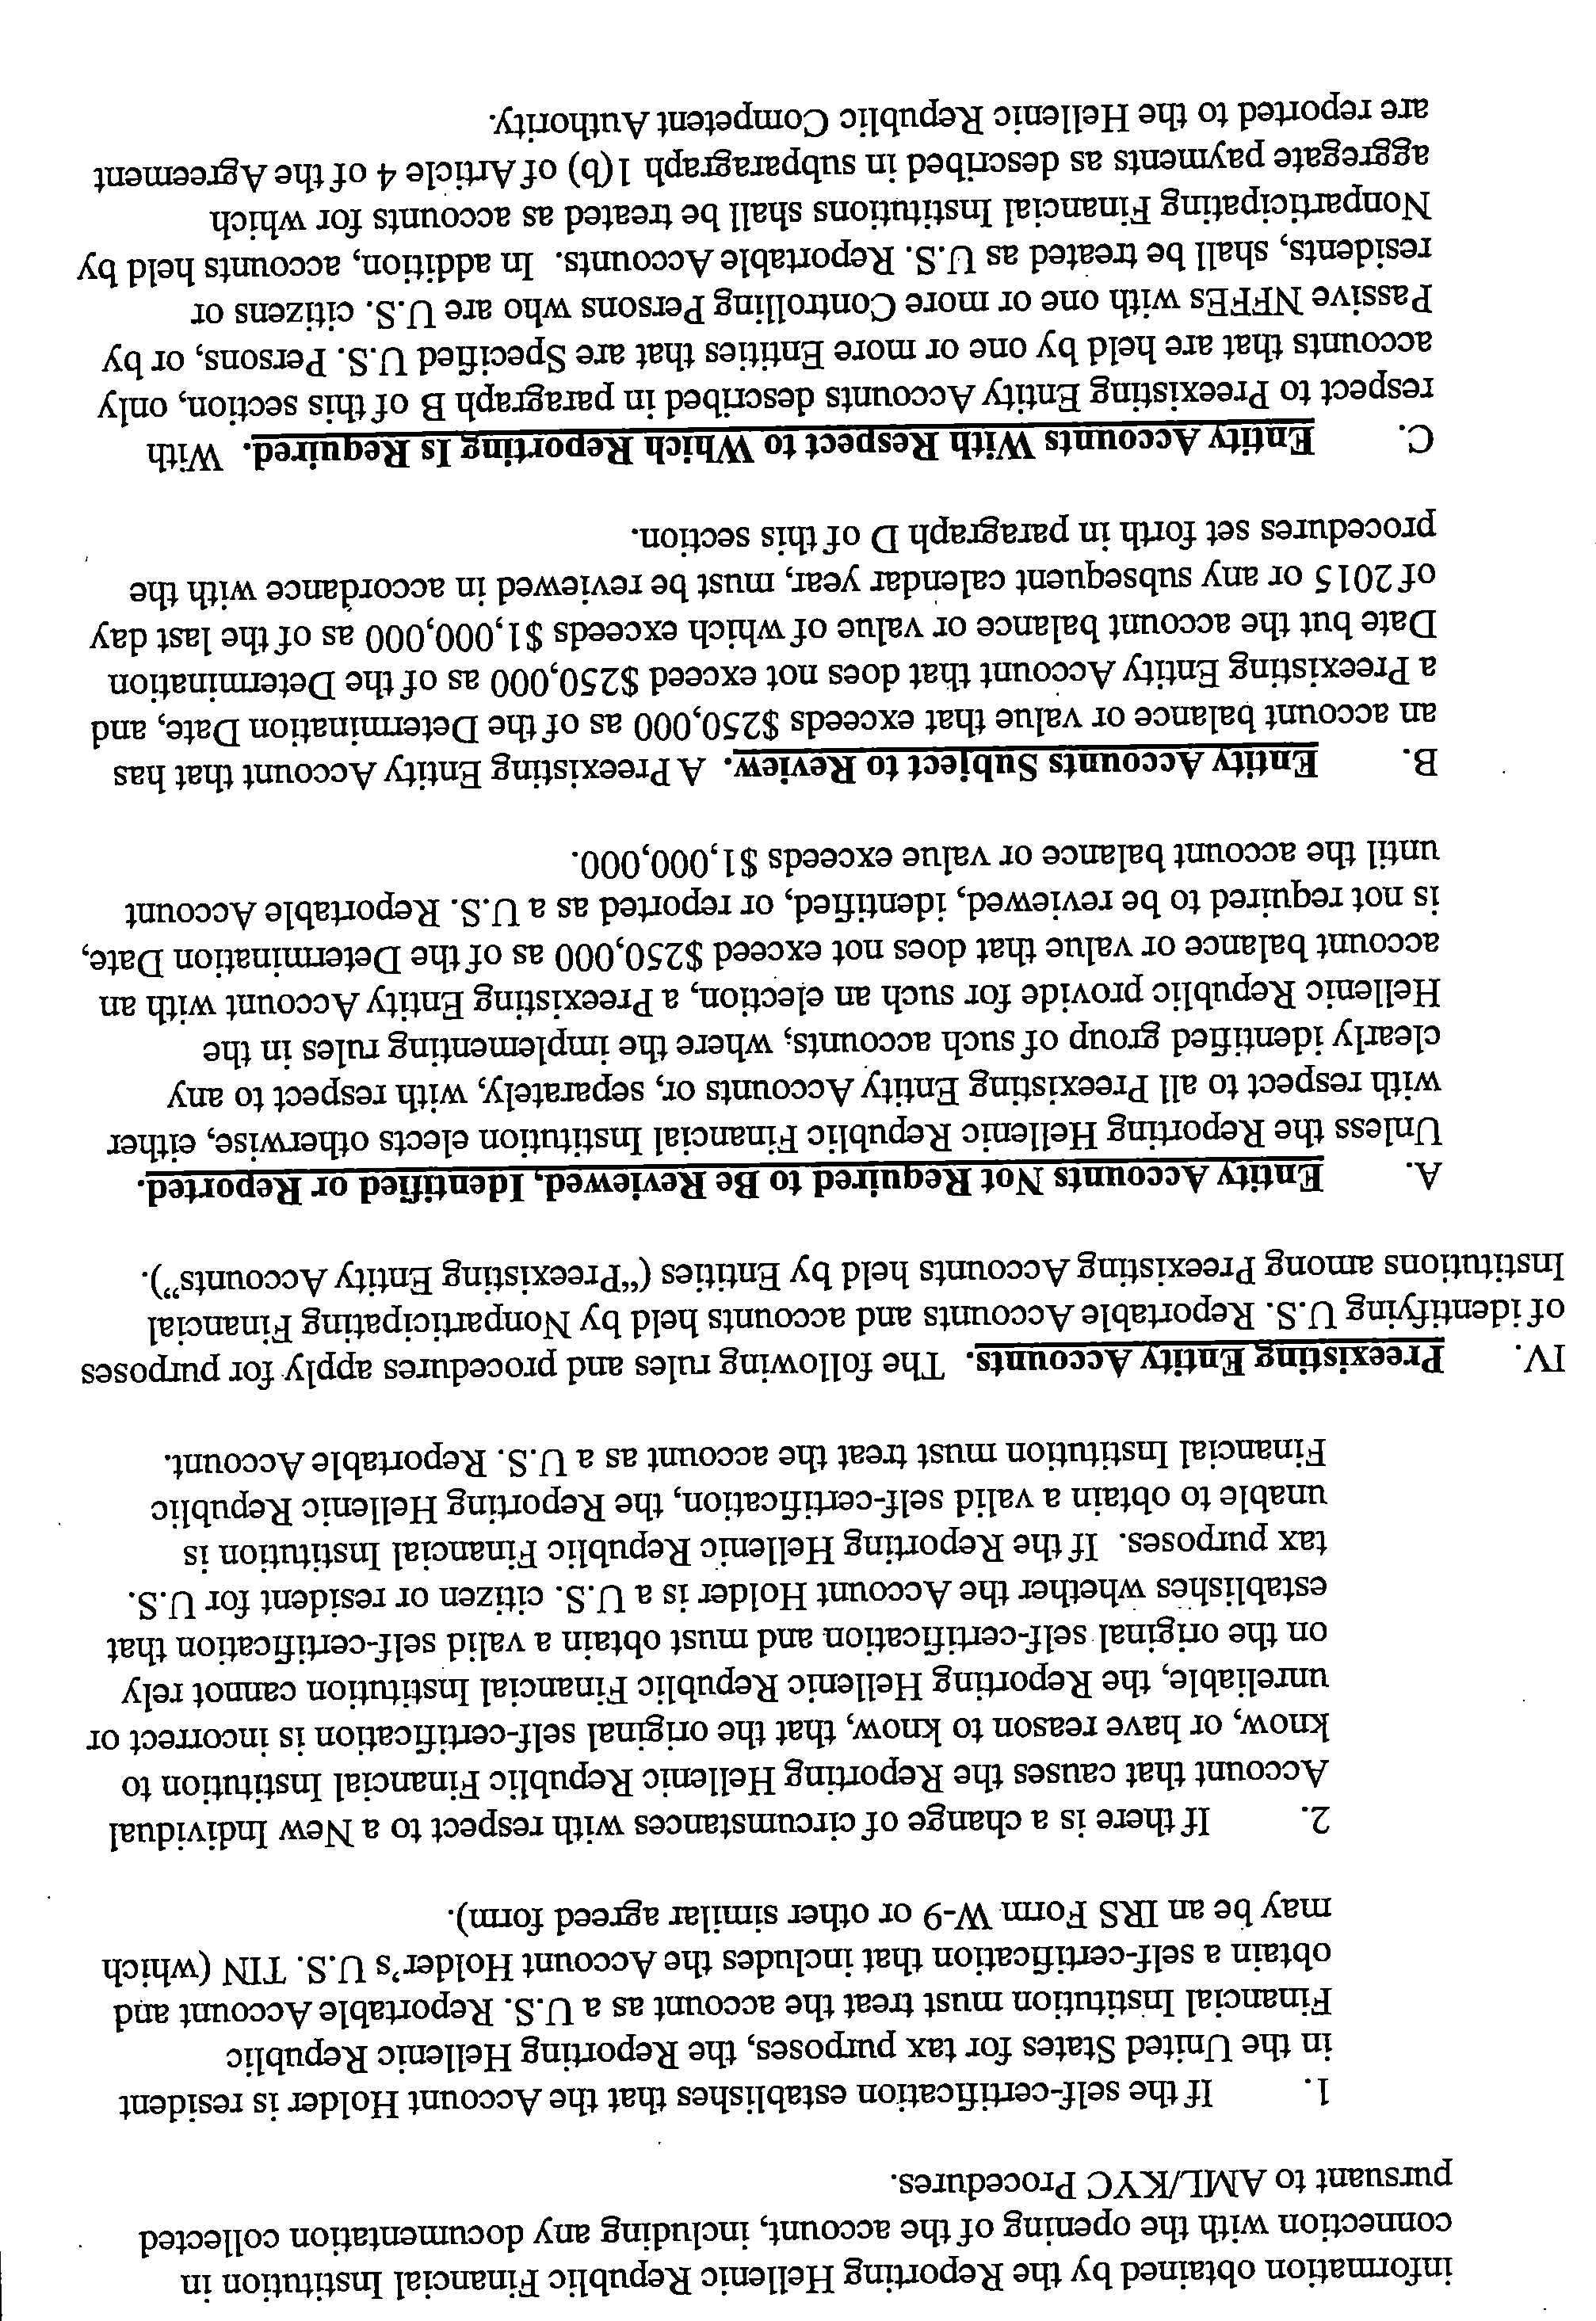 information obtained by the Reporting Hellenic Republic Financial Institution in
connection with the opening of the account, including any documentation collected
pursuant to AML/KYC Procedures.
1. If the self-certification establishes that the Account Holder is resident
in the United States for tax purposes, the Reporting Hellenic Republic
Financial Institution must treat the account as a U.S. Reportable Account and
obtain a self-certification that includes the Account Holder's U.S. TIN (which
may be an IRS Form W-9 or other similar agreed form).
2. If there is a change of circumstances with respect to a New Individual
Account that causes the Reporting Hellenic Republic Financial Institution to
know, or have reason to know, that the original self-certification is incorrect or
unreliable, the Reporting Hellenic Republic Financial Institution cannot rely
on the original self-certification and must obtain a valid self-certification that
establishes whether the Account Holder is a U.S. citizen or resident for U.S.
tax purposes. If the Reporting Hellenic Republic Financial Institution is
unable to obtain a valid self-certification, the Reporting Hellenic Republic
Financial Institution must treat the account as a U.S. Reportable Account.
IV. Preexisting Entity Accounts. The following rules and procedures apply for purposes
of identifying U.S. Reportable Accounts and accounts held by Nonparticipating Financial
Institutions among Preexisting Accounts held by Entities (“Preexisting Entity Accounts”).
A. Entity Accounts Not Required to Be Reviewed, Identified or Reported.
Unless the Reporting Hellenic Republic Financial Institution elects otherwise, either
with respect to all Preexisting Entity Accounts or, separately, with respect to any
clearly identified group of such accounts, where the implementing rules in the
Hellenic Republic provide for such an election, a Preexisting Entity Account with an
account balance or value that does not exceed $250,000 as of the Determination Date,
is not required to be reviewed, identified, or reported as a U.S. Reportable Account
until the account balance or value exceeds $1,000,000.
B. Entity Accounts Subject to Review. A Preexisting Entity Account that has
an account balance or value that exceeds $250,000 as of the Determination Date, and
a Preexisting Entity Account that does not exceed $250,000 as of the Determination
Date but the account balance or value of which exceeds $1,000,000 as of the last day
of 2015 or any subsequent calendar year, must be reviewed in accordance with the
procedures set forth in paragraph D of this section.
C. Entity Accounts With Respect to Which Reporting Is Required. With
respect to Preexisting Entity Accounts described in paragraph B of this section, only
accounts that are held by one or more Entities that are Specified U.S. Persons, or by
Passive NFFEs with one or more Controlling Persons who are U.S. citizens or
residents, shall be treated as U.S. Reportable Accounts. In addition, accounts held by
Nonparticipating Financial Institutions shall be treated as accounts for which
aggregate payments as described in subparagraph 1(b) of Article 4 of the Agreement
are reported to the Hellenic Republic Competent Authority.